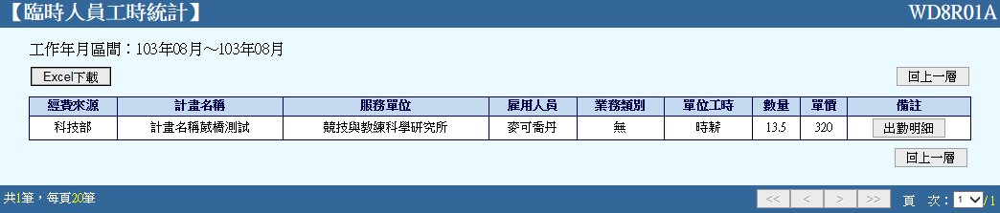 【臨時人員工時統計】 WD8R01A
工作年月區間：103年08月～103年08月
Excel下載 回上一層
經費來源 計畫名稱 服務單位 雇用人員 業務類別 單位工時 數量 單價 備註
科技部 計畫名稱戭橋測試 競技與教練科學研究所 麥可喬丹 無 時薪 13.5 320 出勤明細
回上一層
共1筆，每頁20筆 << < > >> 頁 次：1/1